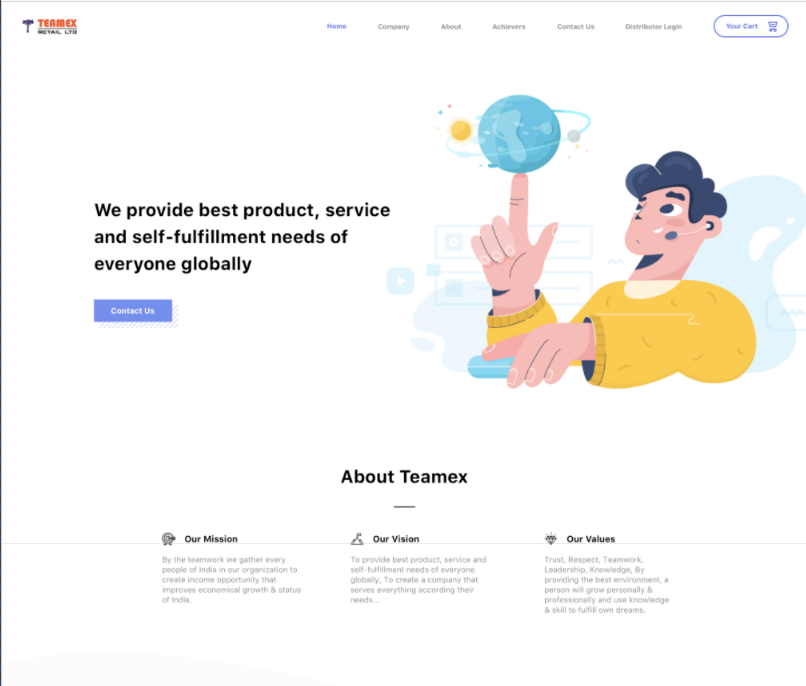 TEAMEX
RETAIL LTD
Home Company About Achievers Contact Us Distributor Login Your Cart
We provide best product, service
and self-fulfillment needs of
everyone globally
Contact Us
About Teamex
Our Mission
By the teamwork we gather every
people of India in our organization to
create income opportunity that
improves economical growth & status
of India.
Our Vision
To provide best product, service and
self-fulfillment needs of everyone
globally, To create a company that
serves everything according their
needs...
Our Values
Trust, Respect, Teamwork,
Leadership, Knowledge, By
providing the best environment, a
person will grow personally &
professionally and use knowledge
& skill to fulfill own dreams.